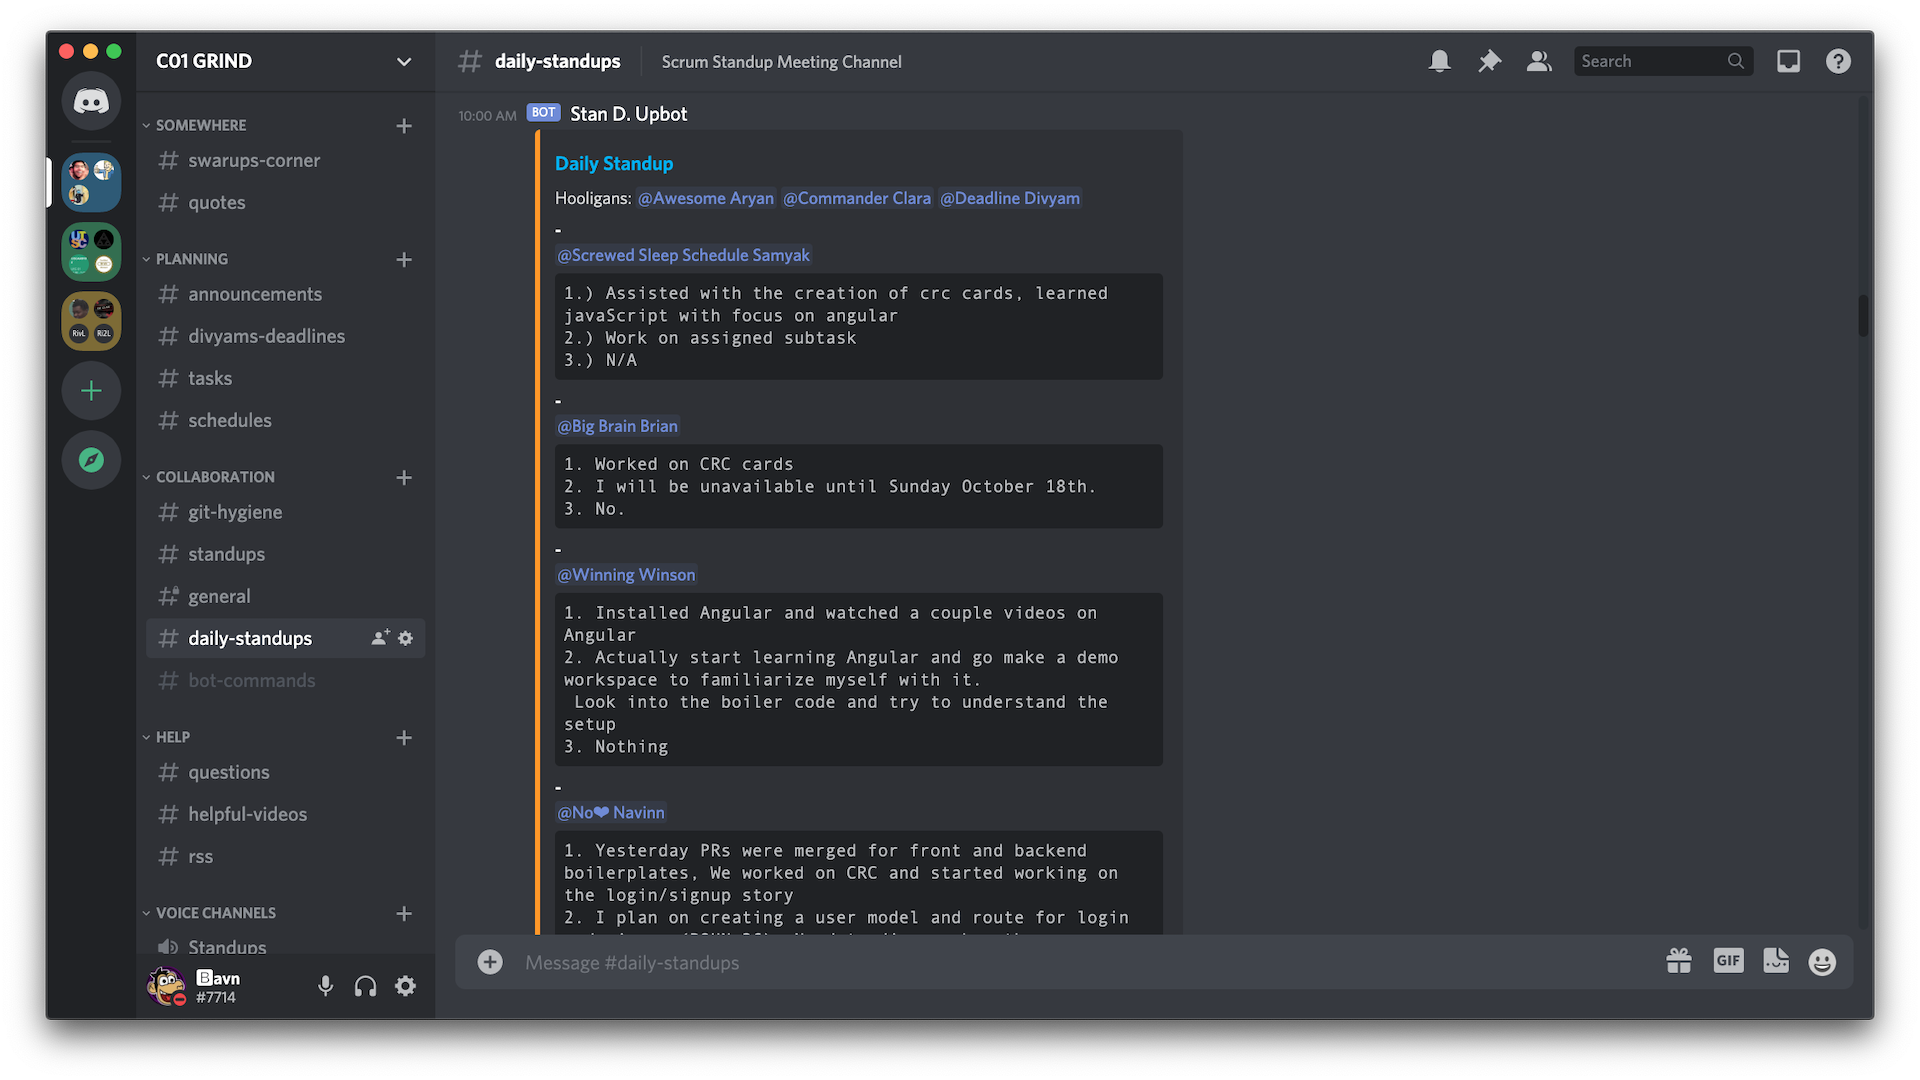 C01 GRIND
SOMEWHERE
swarups-corner
quotes
PLANNING
announcements
divyams-deadlines
tasks
schedules
COLLABORATION
git-hygiene
standups
general
daily-standups
bot-commands
HELP
questions
helpful-videos
rss
VOICE CHANNELS
Standups
Bavn
#7714
UTSC
RivL
Ri2L
# daily-standups
Scrum Standup Meeting Channel
Search
10:00 AM BOT Stan D. Upbot
Daily Standup
Hooligans: @Awesome Aryan @Commander Clara @Deadline Divyam
-
@Screwed Sleep Schedule Samyak
1.) Assisted with the creation of crc cards, learned
javaScript with focus on angular
2.) Work on assigned subtask
3.) N/A
-
@Big Brain Brian
1. Worked on CRC cards
2. I will be unavailable until Sunday October 18th.
3. No.
-
@Winning Winson
1. Installed Angular and watched a couple videos on
Angular
2. Actually start learning Angular and go make a demo
workspace to familiarize myself with it.
Look into the boiler code and try to understand the
setup
3. Nothing
-
@No❤ Navinn
1. Yesterday PRs were merged for front and backend
boilerplates, We worked on CRC and started working on
the login/signup story
2. I plan on creating a user model and route for login
Message #daily-standups
GIF